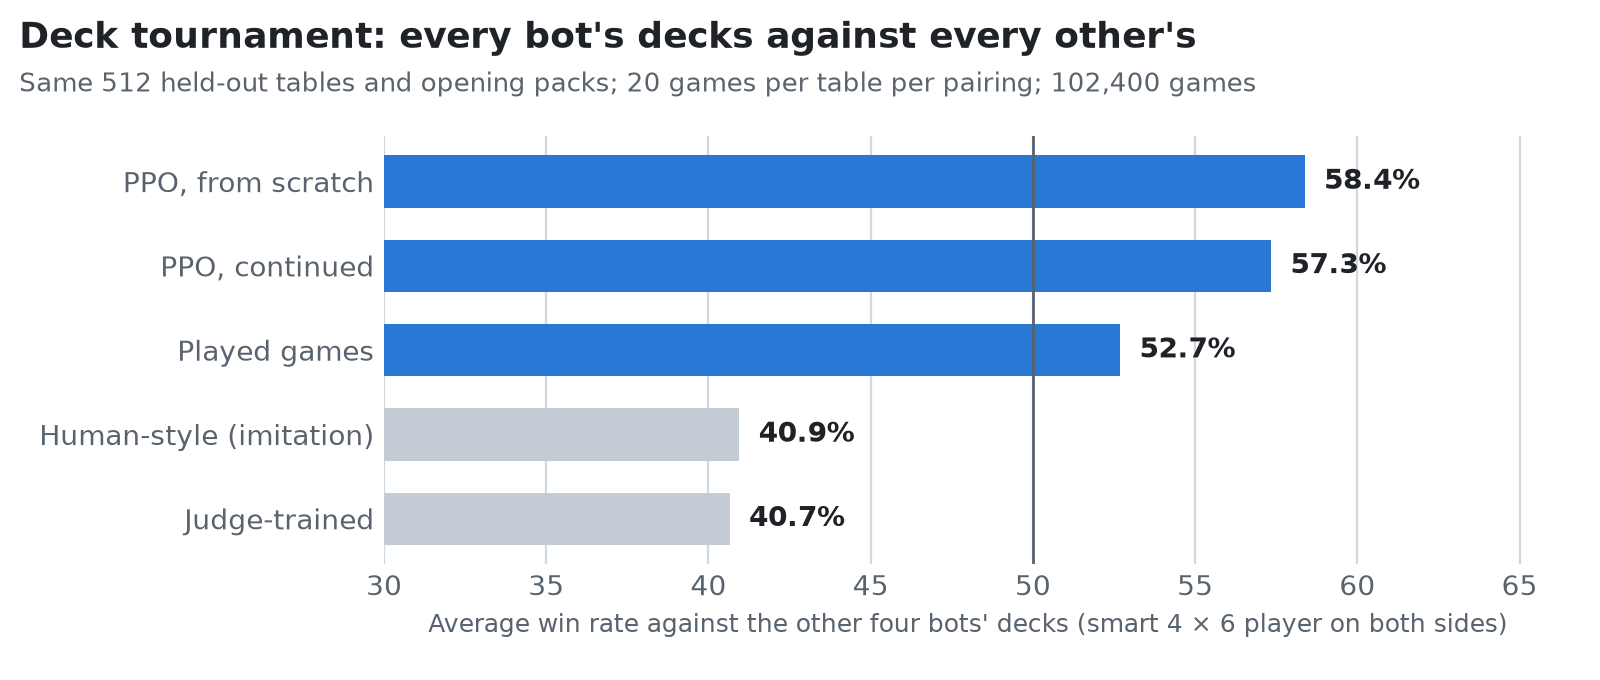 Deck tournament: every bot's decks against every other's
Same 512 held-out tables and opening packs; 20 games per table per pairing; 102,400 games
PPO, from scratch 58.4%
PPO, continued 57.3%
Played games 52.7%
Human-style (imitation) 40.9%
Judge-trained 40.7%
30 35 40 45 50 55 60 65
Average win rate against the other four bots' decks (smart 4 × 6 player on both sides)